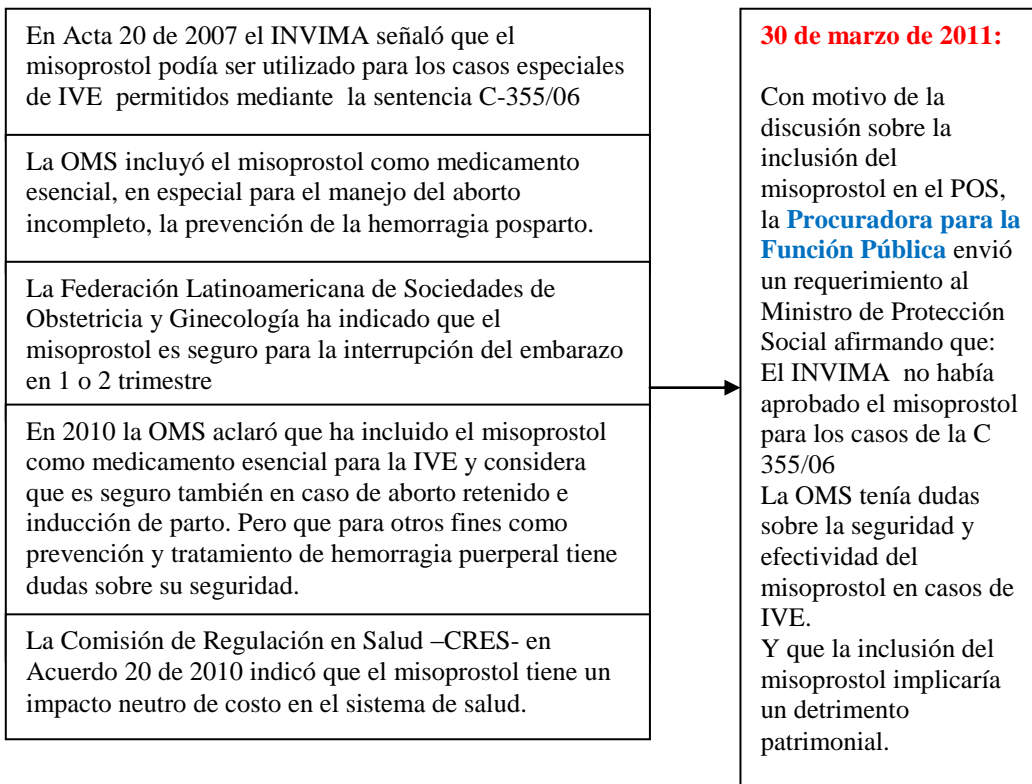 En Acta 20 de 2007 el INVIMA señaló que el
misoprostol podía ser utilizado para los casos especiales
de IVE permitidos mediante la sentencia C-355/06
La OMS incluyó el misoprostol como medicamento
esencial, en especial para el manejo del aborto
incompleto, la prevención de la hemorragia posparto.
La Federación Latinoamericana de Sociedades de
Obstetricia y Ginecología ha indicado que el
misoprostol es seguro para la interrupción del embarazo
en 1 o 2 trimestre
En 2010 la OMS aclaró que ha incluido el misoprostol
como medicamento esencial para la IVE y considera
que es seguro también en caso de aborto retenido e
inducción de parto. Pero que para otros fines como
prevención y tratamiento de hemorragia puerperal tiene
dudas sobre su seguridad.
La Comisión de Regulación en Salud –CRES- en
Acuerdo 20 de 2010 indicó que el misoprostol tiene un
impacto neutro de costo en el sistema de salud.
30 de marzo de 2011:
Con motivo de la
discusión sobre la
inclusión del
misoprostol en el POS,
la Procuradora para la
Función Pública envió
un requerimiento al
Ministro de Protección
Social afirmando que:
El INVIMA no había
aprobado el misoprostol
para los casos de la C
355/06
La OMS tenía dudas
sobre la seguridad y
efectividad del
misoprostol en casos de
IVE.
Y que la inclusión del
misoprostol implicaría
un detrimento
patrimonial.